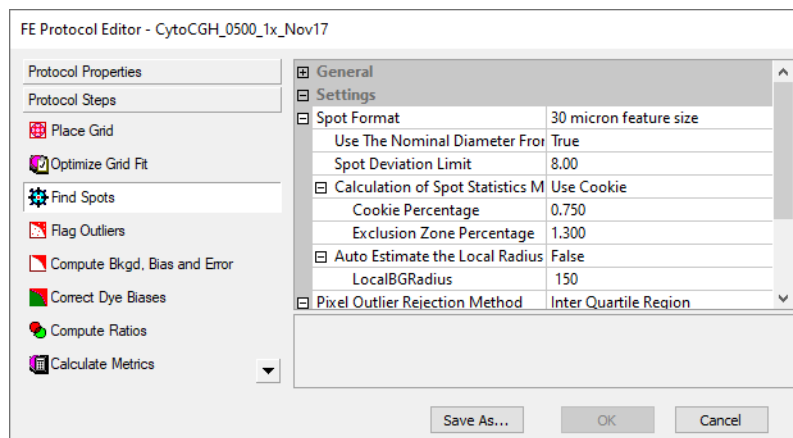 FE Protocol Editor - CytoCGH_0500_1x_Nov17
Protocol Properties
Protocol Steps
Place Grid
Optimize Grid Fit
Find Spots
Flag Outliers
Compute Bkgd, Bias and Error
Correct Dye Biases
Compute Ratios
Calculate Metrics
General
Settings
Spot Format 30 micron feature size
Use The Nominal Diameter Fror True
Spot Deviation Limit 8.00
Calculation of Spot Statistics M Use Cookie
Cookie Percentage 0.750
Exclusion Zone Percentage 1.300
Auto Estimate the Local Radius False
LocalBGRadius 150
Pixel Outlier Rejection Method Inter Quartile Region
Save As... OK Cancel